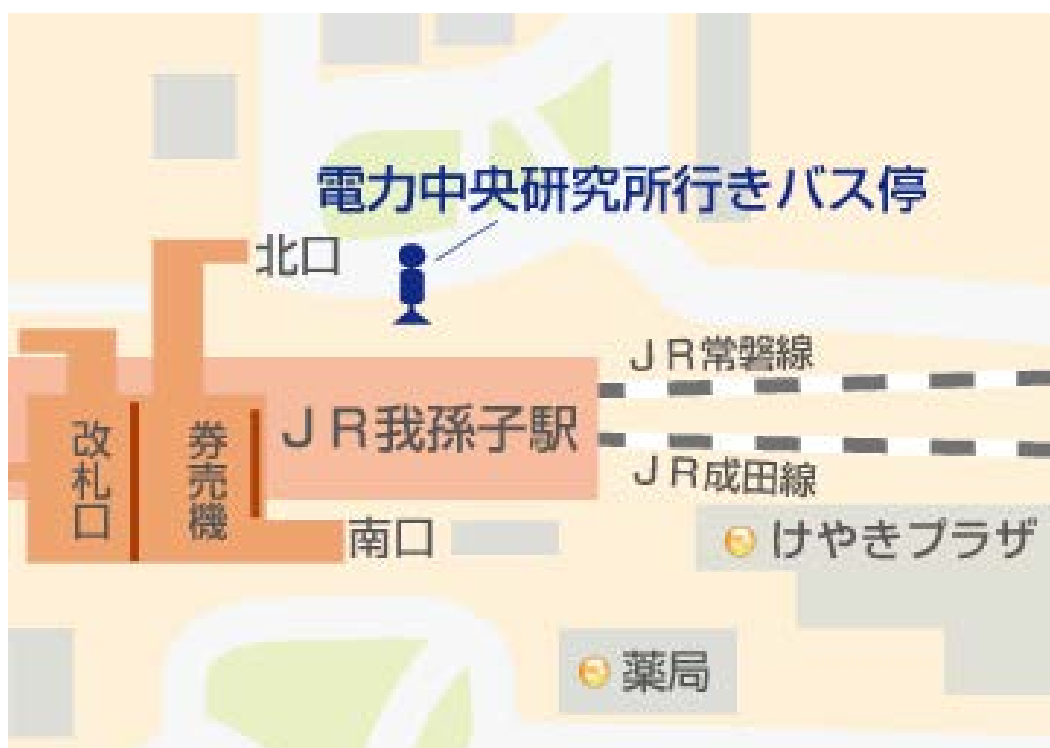 電力中央研究所行きバス停
北口
ＪＲ常磐線
改札口
券売機
ＪＲ我孫子駅
ＪＲ成田線
南口
けやきプラザ
薬局